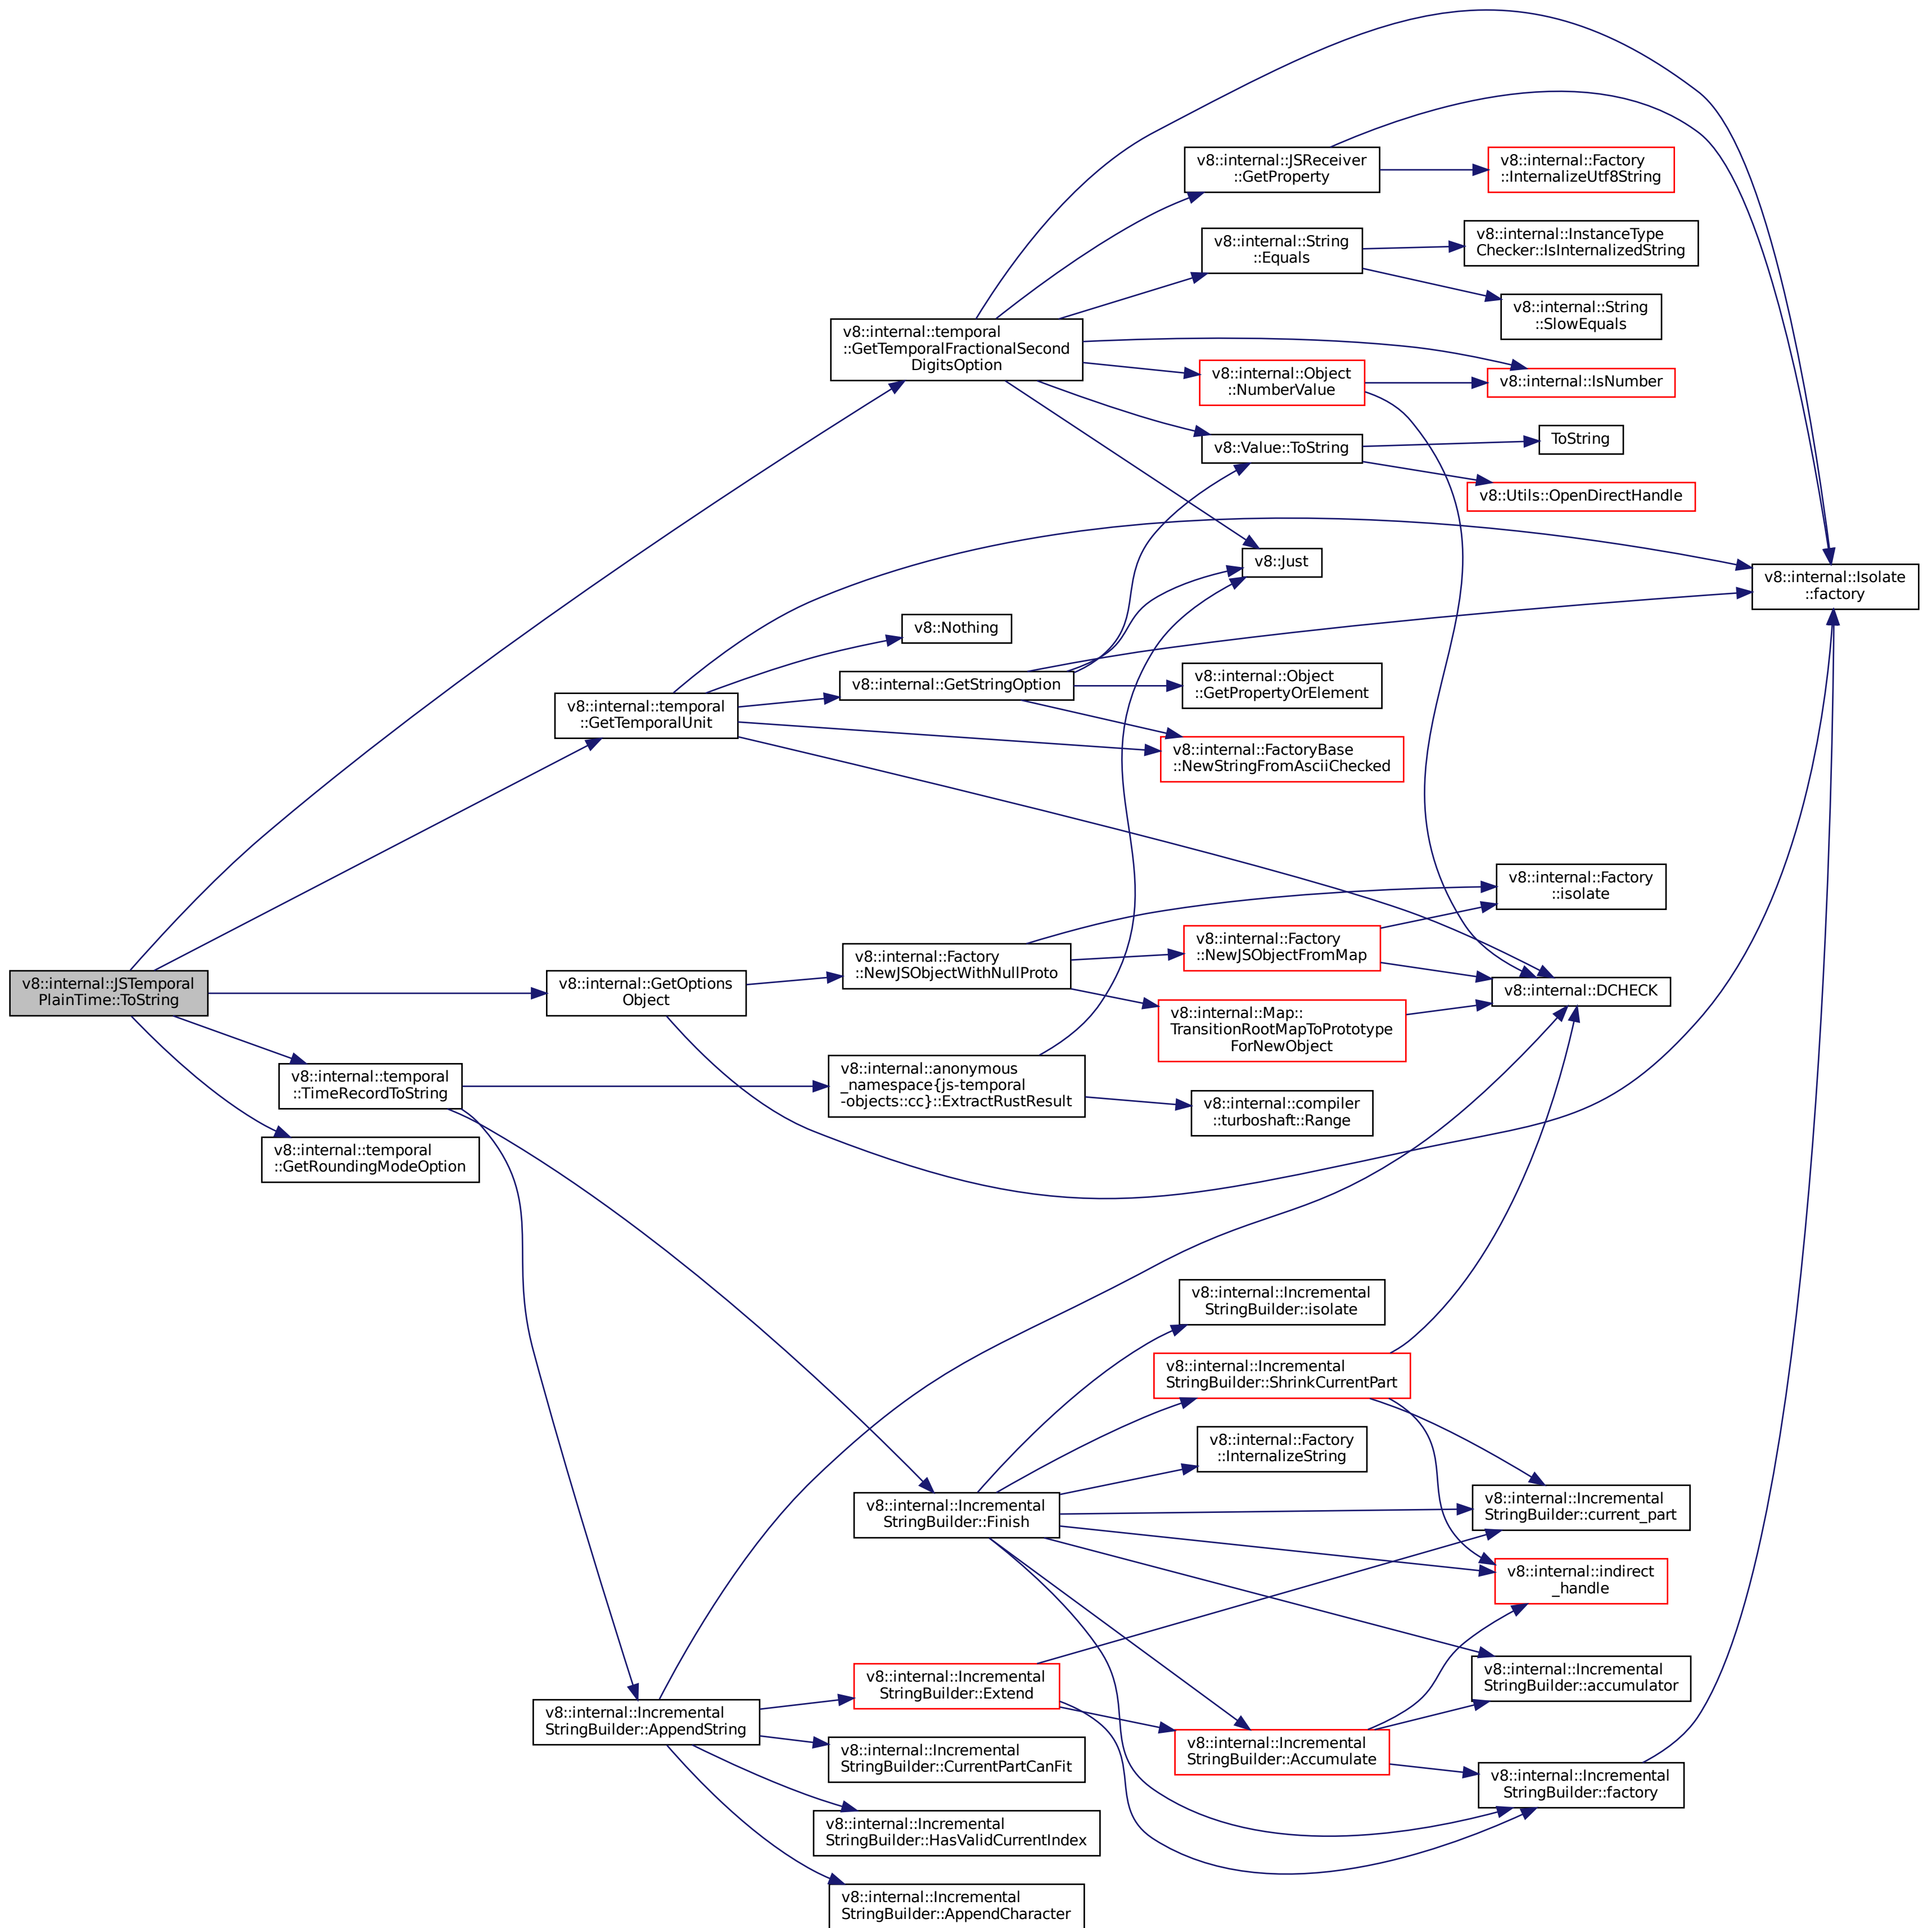 v8::internal::JSTemporal
PlainTime::ToString
v8::internal::temporal
::GetTemporalFractionalSecond
DigitsOption
v8::internal::JSReceiver
::GetProperty
v8::internal::Factory
::InternalizeUtf8String
v8::internal::String
::Equals
v8::internal::InstanceType
Checker::IsInternalizedString
v8::internal::String
::SlowEquals
v8::internal::Object
::NumberValue
v8::internal::IsNumber
v8::Value::ToString
ToString
v8::Utils::OpenDirectHandle
v8::Just
v8::internal::Isolate
::factory
v8::internal::temporal
::GetTemporalUnit
v8::Nothing
v8::internal::GetStringOption
v8::internal::Object
::GetPropertyOrElement
v8::internal::FactoryBase
::NewStringFromAsciiChecked
v8::internal::GetOptions
Object
v8::internal::Factory
::NewJSObjectWithNullProto
v8::internal::Factory
::isolate
v8::internal::Factory
::NewJSObjectFromMap
v8::internal::DCHECK
v8::internal::Map::
TransitionRootMapToPrototype
ForNewObject
v8::internal::temporal
::TimeRecordToString
v8::internal::anonymous
_namespace{js-temporal
-objects::cc}::ExtractRustResult
v8::internal::compiler
::turboshaft::Range
v8::internal::temporal
::GetRoundingModeOption
v8::internal::Incremental
StringBuilder::isolate
v8::internal::Incremental
StringBuilder::ShrinkCurrentPart
v8::internal::Factory
::InternalizeString
v8::internal::Incremental
StringBuilder::Finish
v8::internal::Incremental
StringBuilder::current_part
v8::internal::indirect
_handle
v8::internal::Incremental
StringBuilder::accumulator
v8::internal::Incremental
StringBuilder::AppendString
v8::internal::Incremental
StringBuilder::Extend
v8::internal::Incremental
StringBuilder::Accumulate
v8::internal::Incremental
StringBuilder::factory
v8::internal::Incremental
StringBuilder::CurrentPartCanFit
v8::internal::Incremental
StringBuilder::HasValidCurrentIndex
v8::internal::Incremental
StringBuilder::AppendCharacter